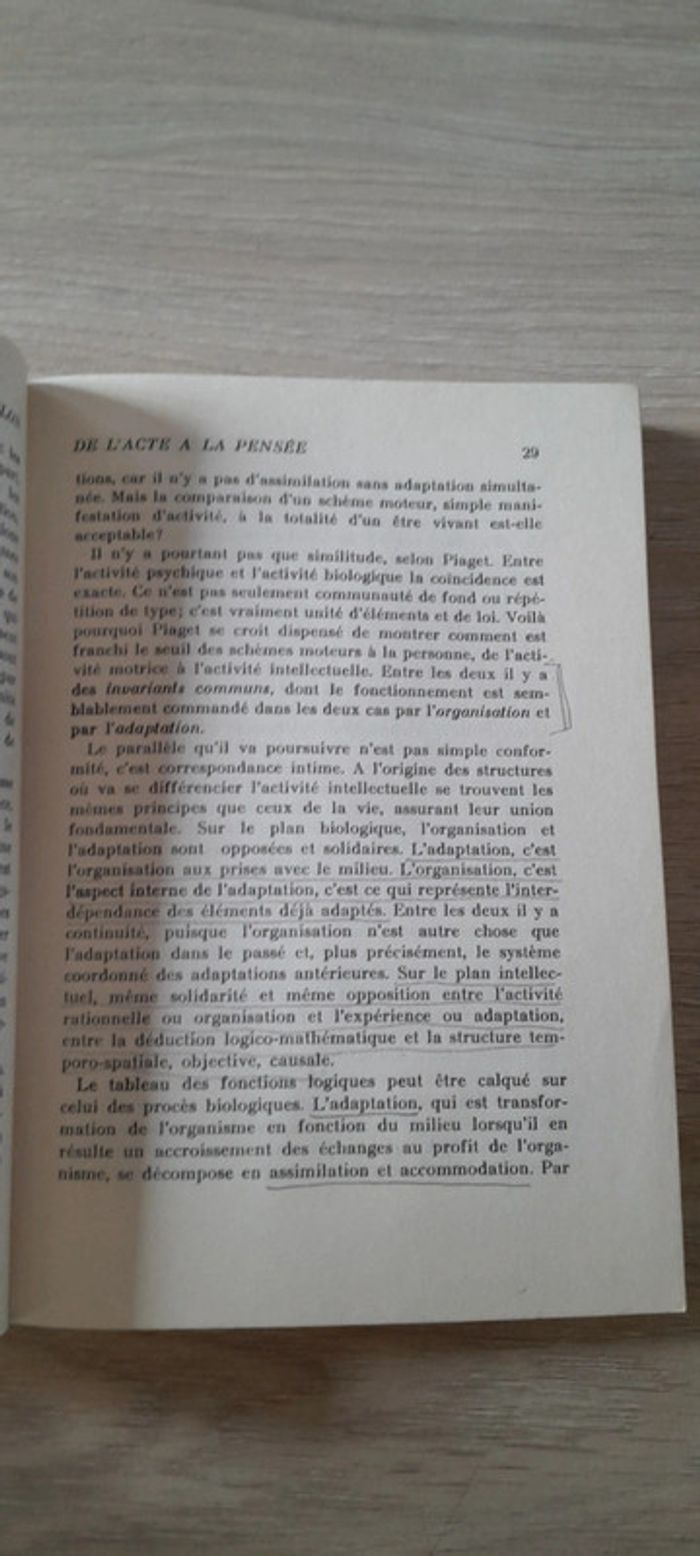 DE L'ACTE A LA PENSÉE
29
tions, car il n'y a pas d'assimilation sans adaptation simulta-
née. Mais la comparaison d'un schème moteur, simple mani-
festation d'activité, à la totalité d'un être vivant est-elle
acceptable?
Il n'y a pourtant pas que similitude, selon Piaget. Entre
l'activité psychique et l'activité biologique la coïncidence est
exacte. Ce n'est pas seulement communauté de fond ou répé-
tition de type; c'est vraiment unité d'éléments et de loi. Voilà
pourquoi Piaget se croit dispensé de montrer comment est
franchi le seuil des schèmes moteurs à la personne, de l'acti-
vité motrice à l'activité intellectuelle. Entre les deux il y a
des invariants communs, dont le fonctionnement est sem-
blablement commandé dans les deux cas par l'organisation et
par l'adaptation.
Le parallèle qu'il va poursuivre n'est pas simple confor-
mité, c'est correspondance intime. A l'origine des structures
où va se différencier l'activité intellectuelle se trouvent les
mêmes principes que ceux de la vie, assurant leur union
fondamentale. Sur le plan biologique, l'organisation et
l'adaptation sont opposées et solidaires. L'adaptation, c'est
l'organisation aux prises avec le milieu. L'organisation, c'est
l'aspect interne de l'adaptation, c'est ce qui représente l'inter-
dépendance des éléments déjà adaptés. Entre les deux il y a
continuité, puisque l'organisation n'est autre chose que
l'adaptation dans le passé et, plus précisément, le système
coordonné des adaptations antérieures. Sur le plan intellec-
tuel, même solidarité et même opposition entre l'activité
rationnelle ou organisation et l'expérience ou adaptation,
entre la déduction logico-mathématique et la structure tem-
poro-spatiale, objective, causale.
Le tableau des fonctions logiques peut être calqué sur
celui des procès biologiques. L'adaptation, qui est transfor-
mation de l'organisme en fonction du milieu lorsqu'il en
résulte un accroissement des échanges au profit de l'orga-
nisme, se décompose en assimilation et accommodation. Par